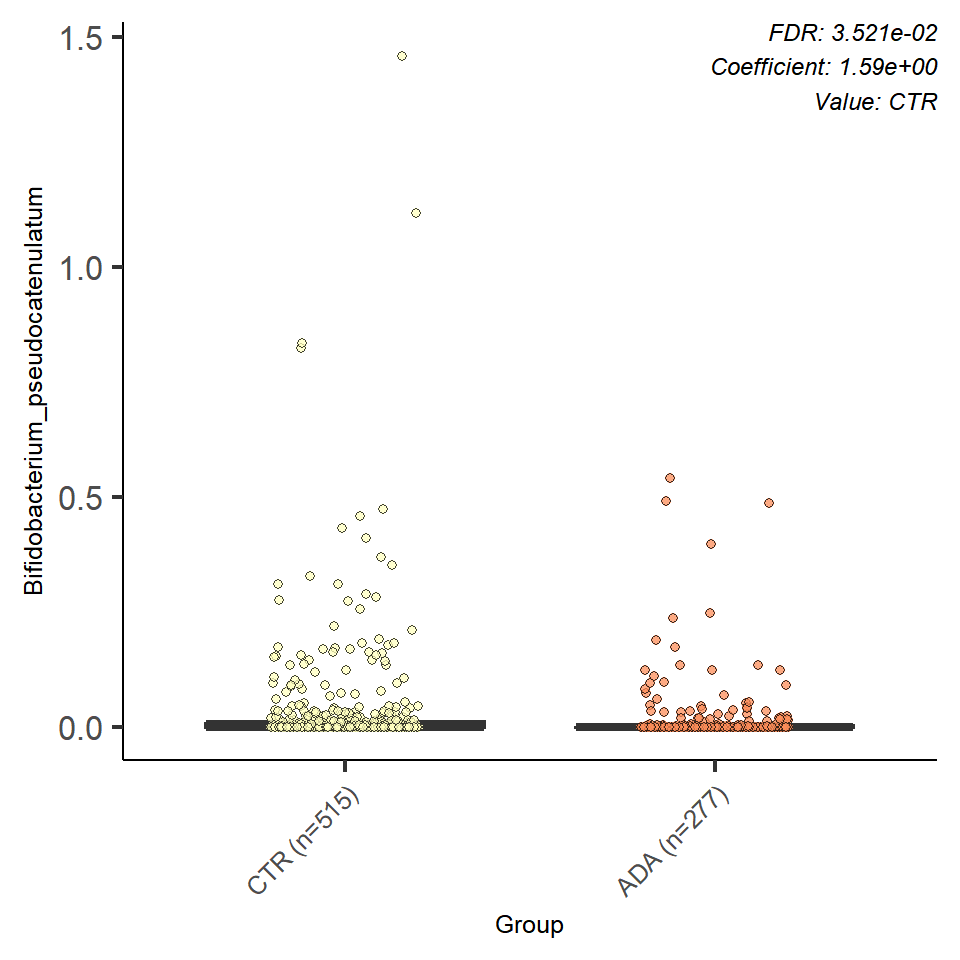 FDR: 3.521e-02
Coefficient: 1.59e+00
Value: CTR
1.5
1.0
0.5
0.0
Bifidobacterium_pseudocatenulatum
CTR (n=515)
ADA (n=277)
Group